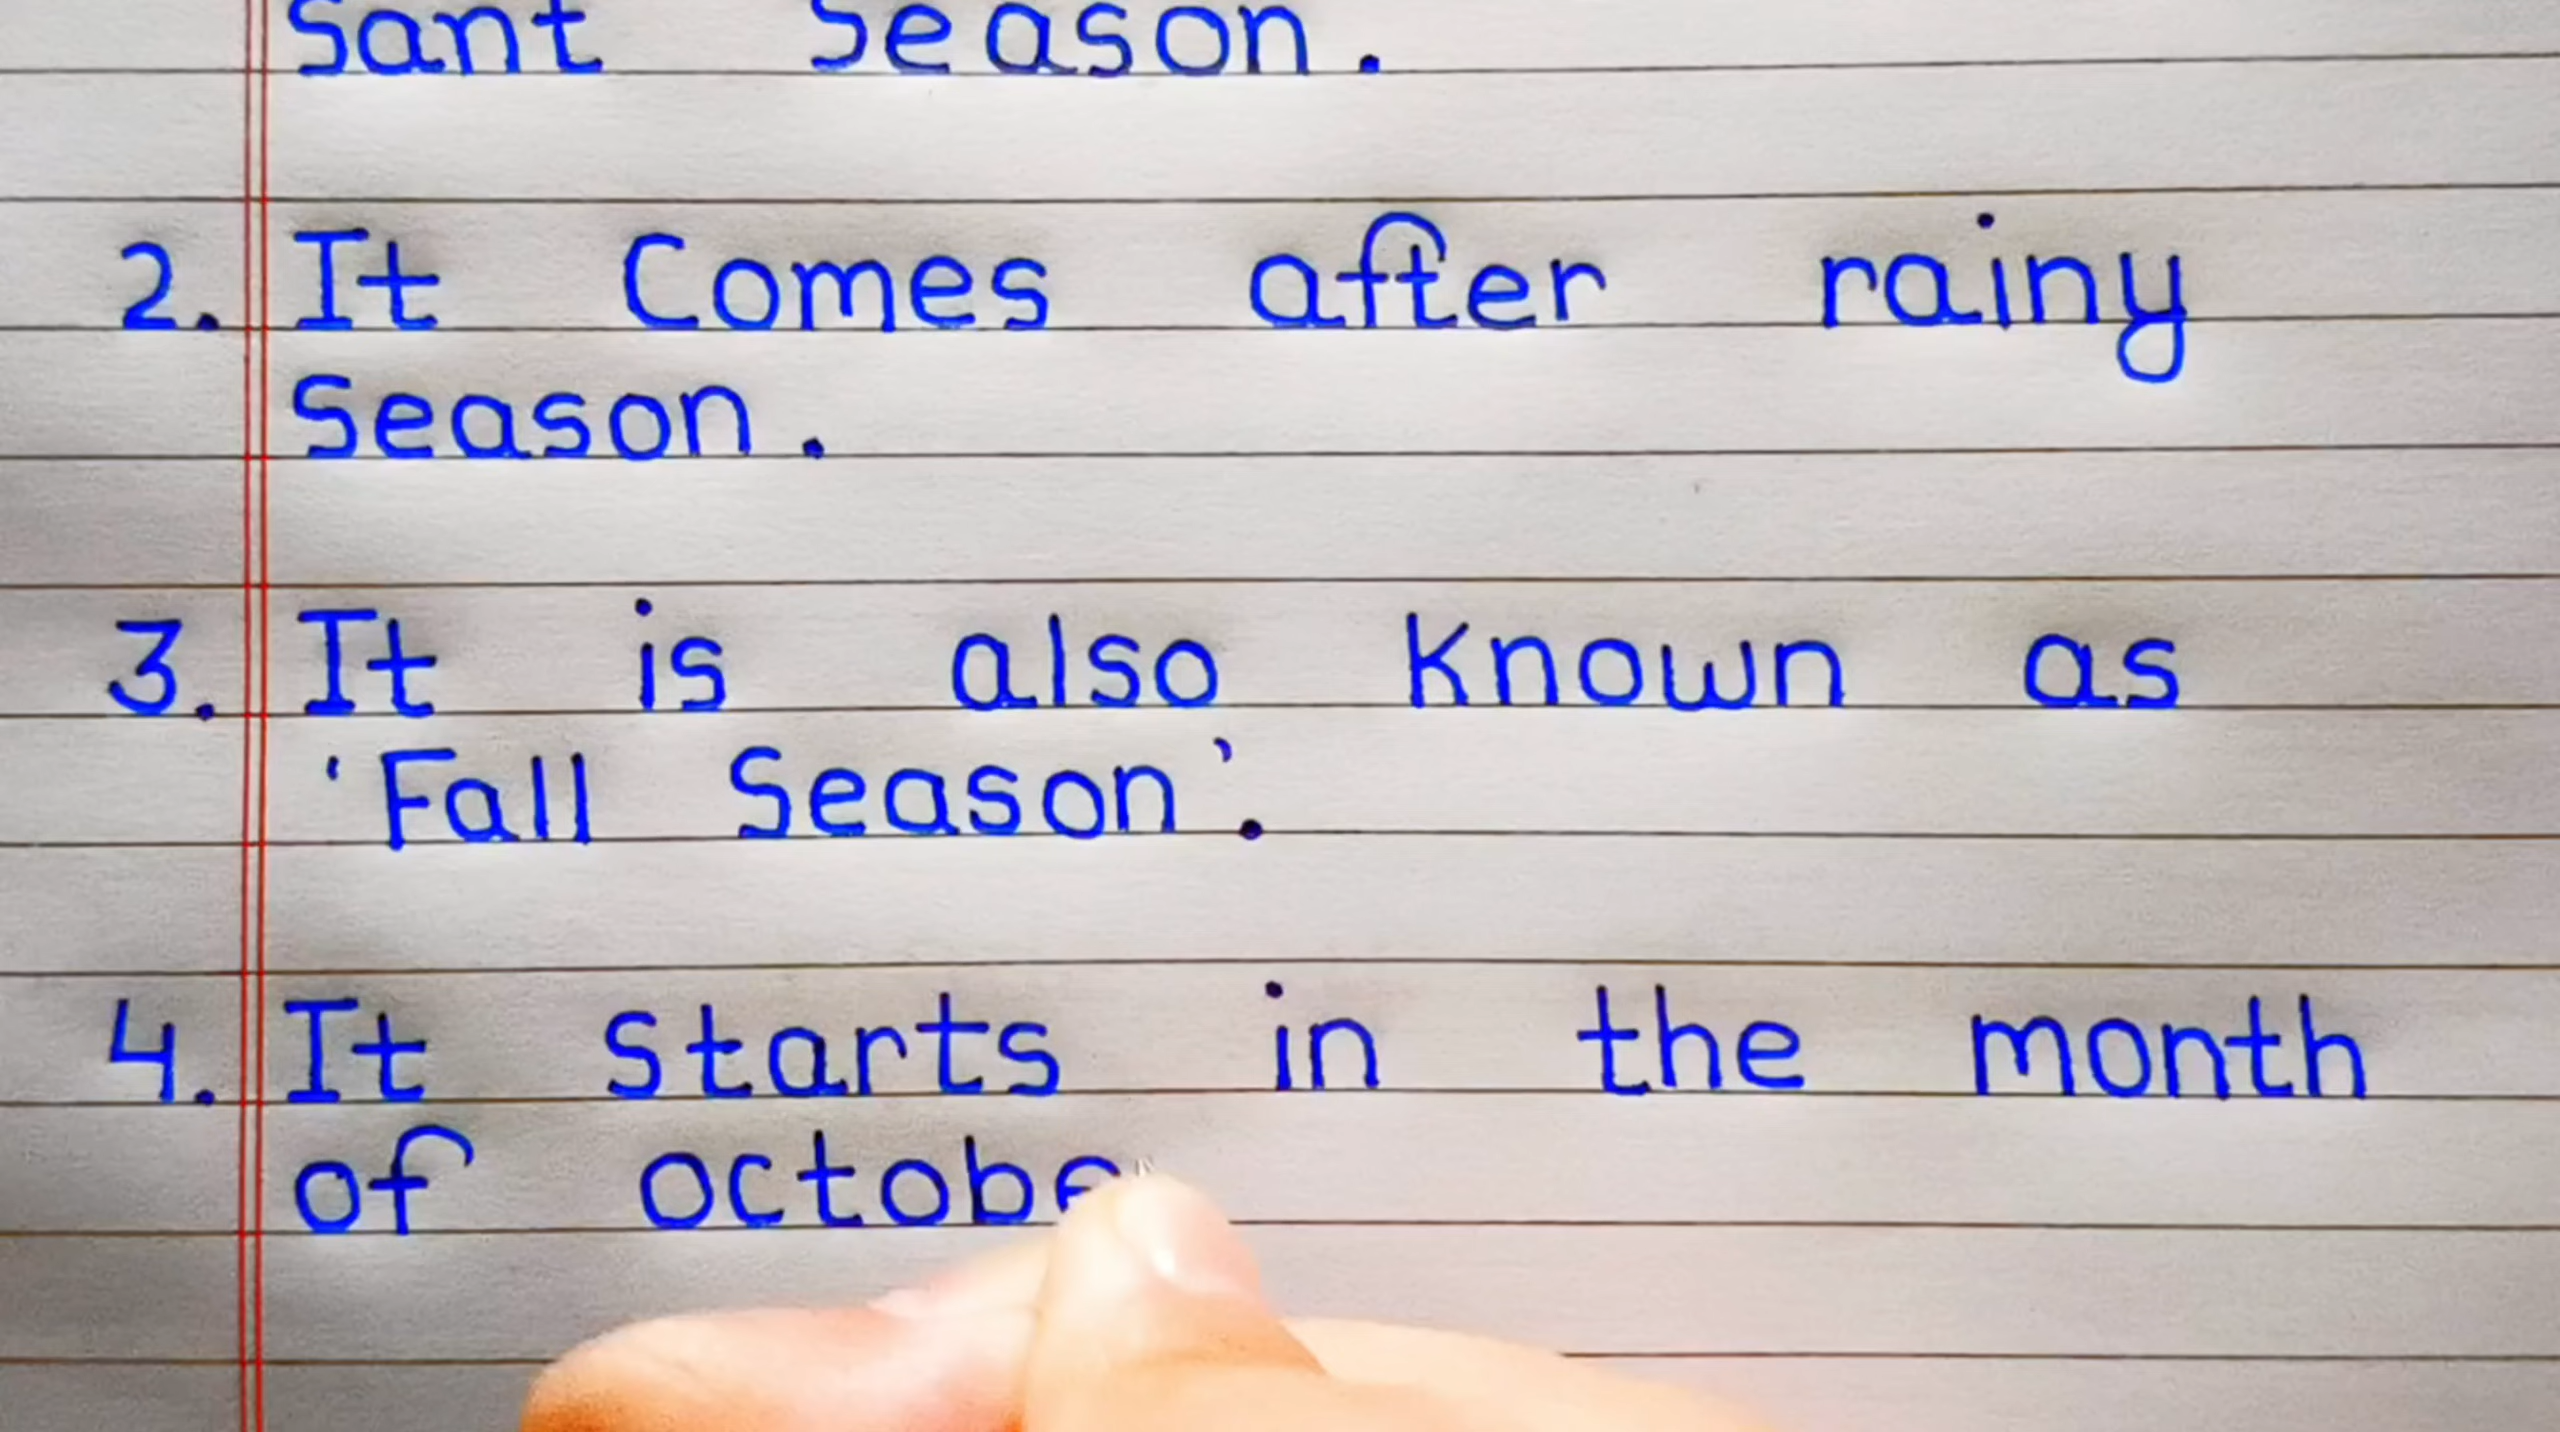 Sant Season.
2. It Comes after rainy
Season.
3. It is also Known as
'Fall Season'.
4. It starts in the month
of octobe